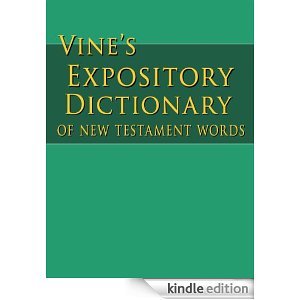 VINE'S
EXPOSITORY
DICTIONARY
OF NEW TESTAMENT WORDS
kindle edition